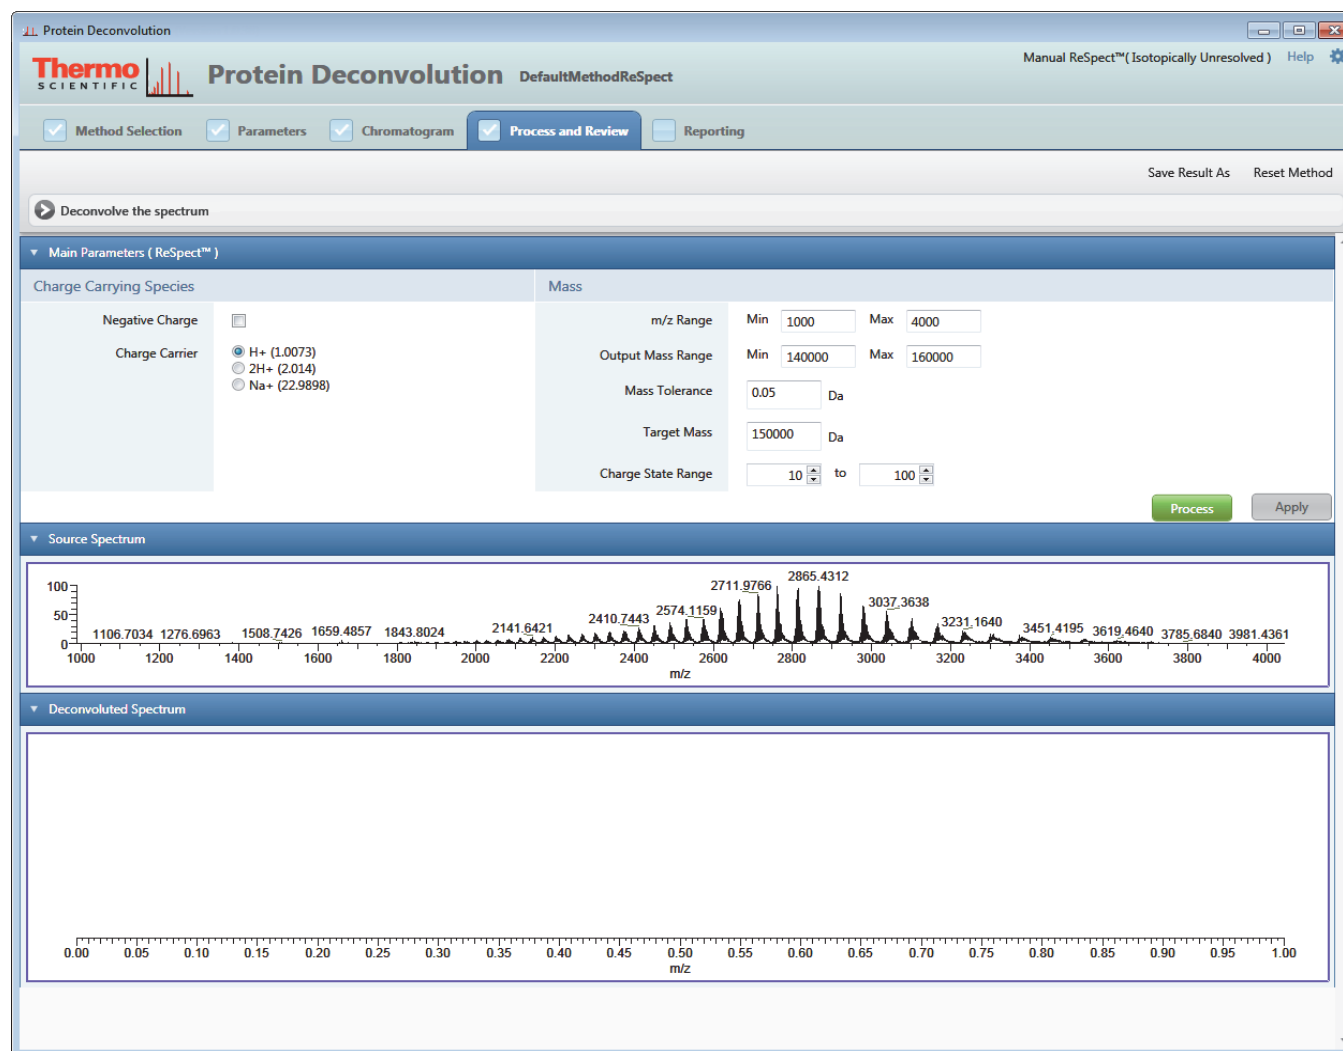 Protein Deconvolution
Thermo
SCIENTIFIC
Protein Deconvolution DefaultMethodReSpect
Manual ReSpect™( Isotopically Unresolved ) Help
Method Selection Parameters Chromatogram Process and Review Reporting
Save Result As Reset Method
Deconvolve the spectrum
Main Parameters ( ReSpect™ )
Charge Carrying Species Mass
Negative Charge m/z Range Min 1000 Max 4000
Charge Carrier H+ (1.0073) Output Mass Range Min 140000 Max 160000
2H+ (2.014)
Na+ (22.9898)
Mass Tolerance 0.05 Da
Target Mass 150000 Da
Charge State Range 10 to 100
Process Apply
Source Spectrum
100
50
0
2711.9766 2865.4312
2410.7443 2574.1159 3037.3638
1106.7034 1276.6963 1508.7426 1659.4857 1843.8024 2141.6421 3231.1640 3451.4195 3619.4640 3785.6840 3981.4361
1000 1200 1400 1600 1800 2000 2200 2400 2600 2800 3000 3200 3400 3600 3800 4000
m/z
Deconvoluted Spectrum
0.00 0.05 0.10 0.15 0.20 0.25 0.30 0.35 0.40 0.45 0.50 0.55 0.60 0.65 0.70 0.75 0.80 0.85 0.90 0.95 1.00
m/z